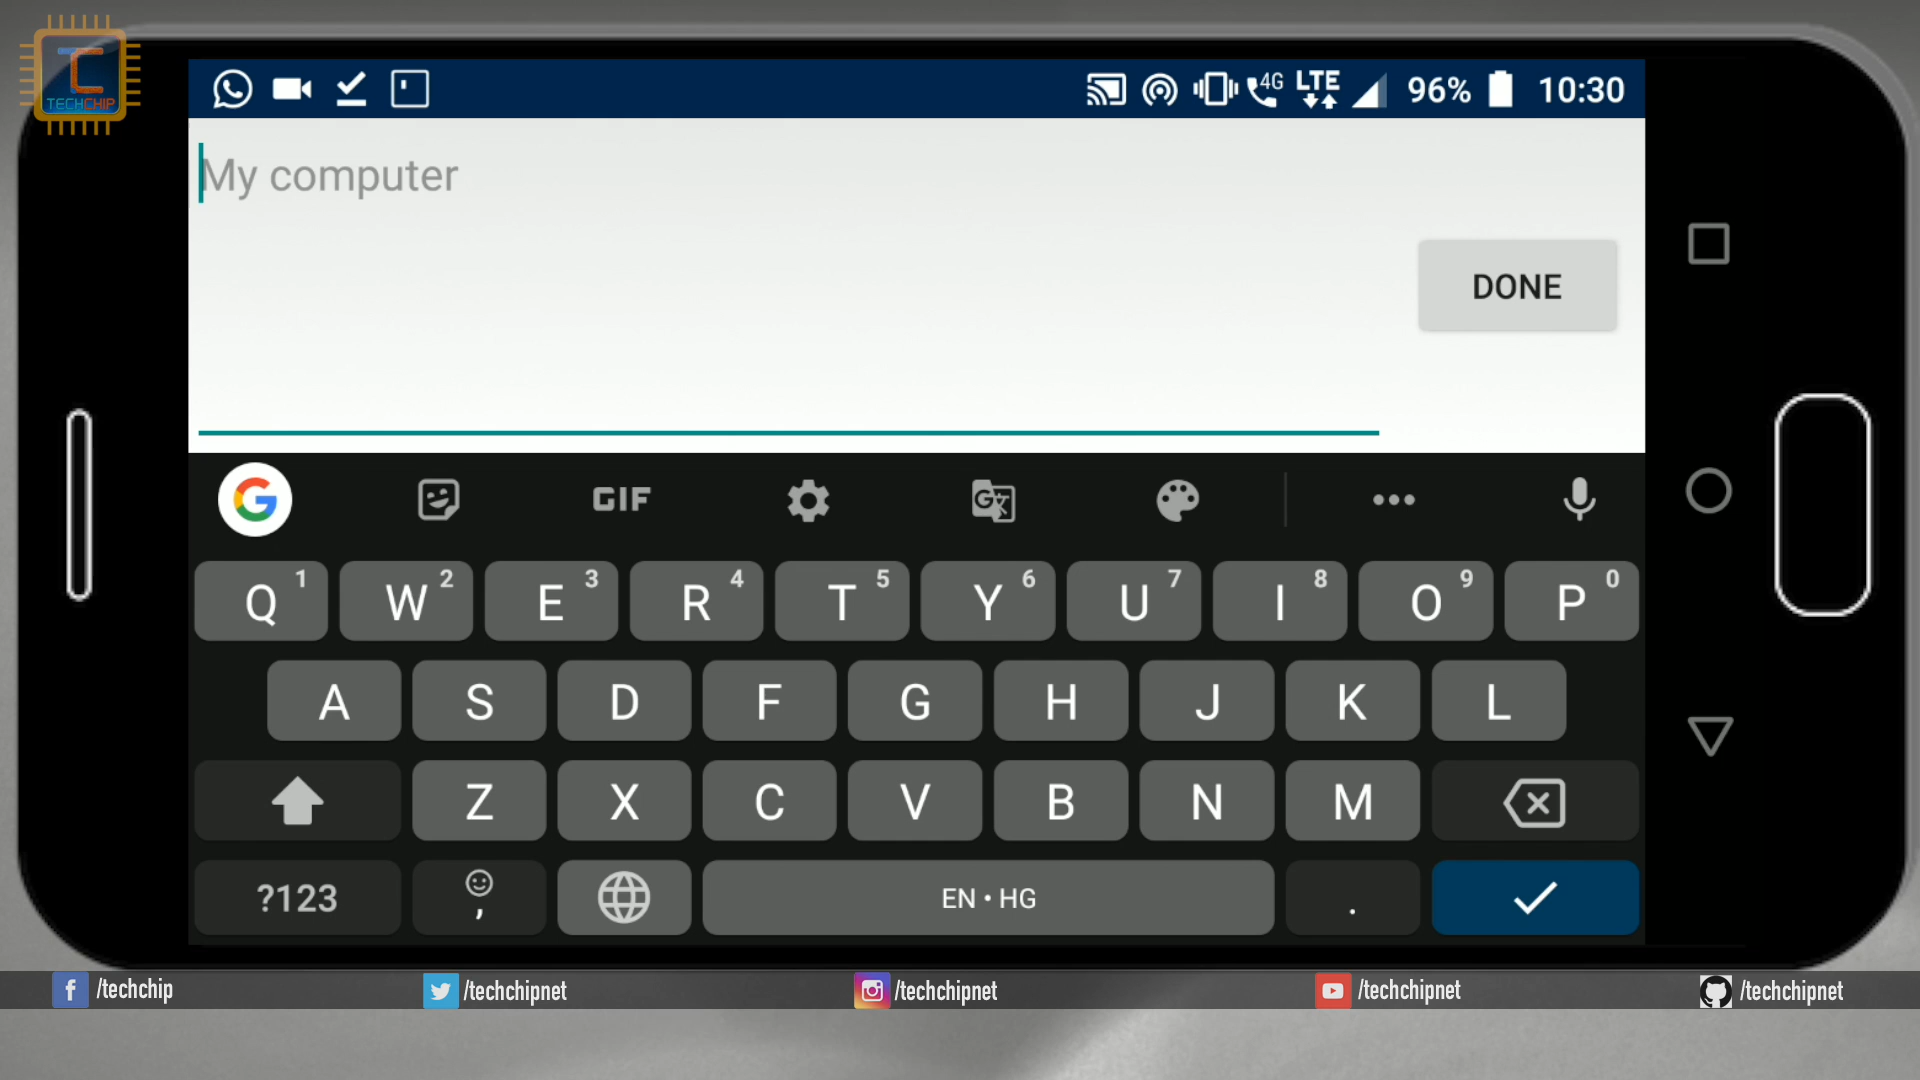 TECHCHIP
4G LTE 96% 10:30
My computer
DONE
G GIF G
Q 1 W 2 E 3 R 4 T 5 Y 6 U 7 I 8 O 9 P 0
A S D F G H J K L
Z X C V B N M
?123 , EN • HG .
f /techchip /techchipnet /techchipnet /techchipnet /techchipnet